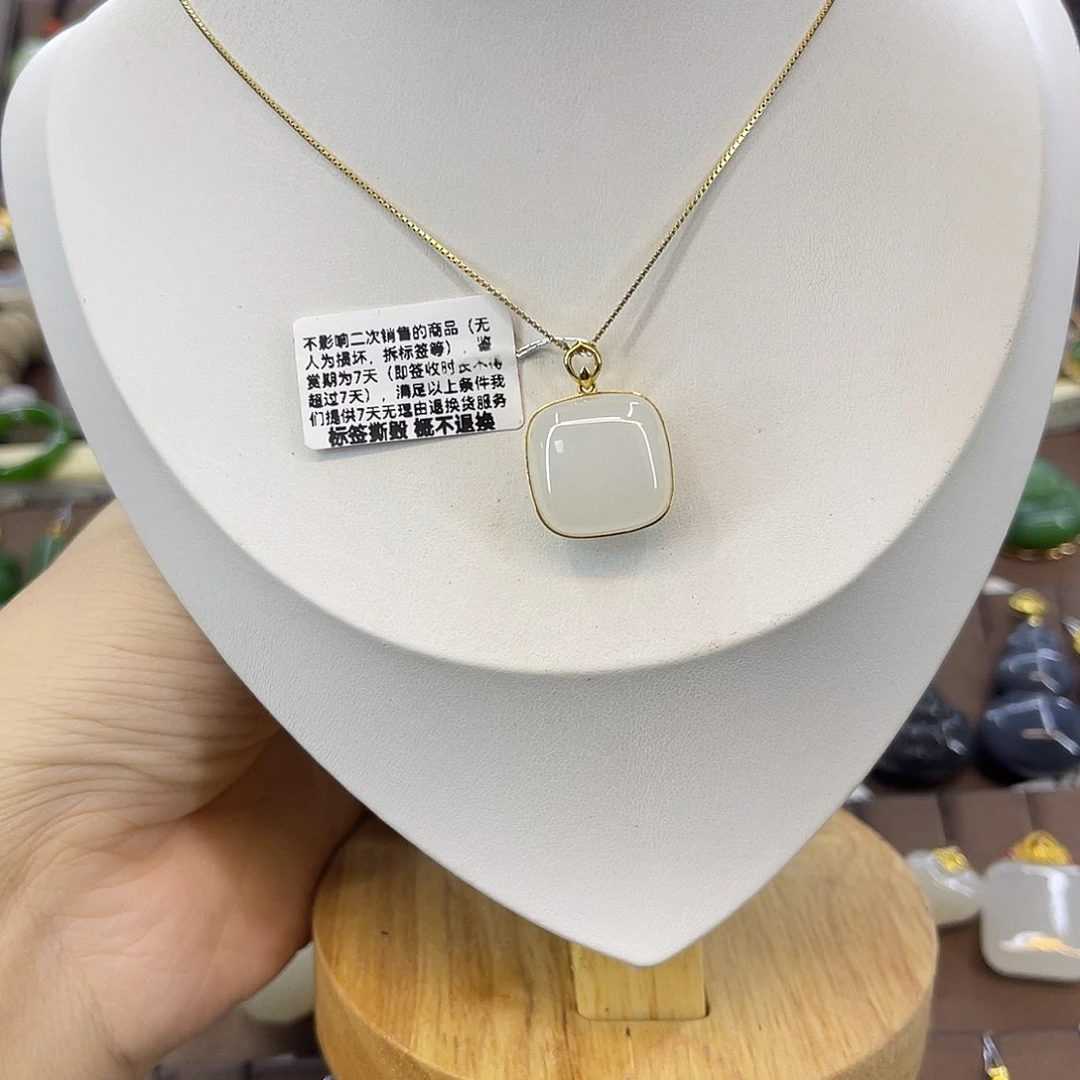 不影响二次销售的商品（无
人为损坏，拆标签等），鉴
赏期为7天（即签收时
超过7天），满足以上条件我
们提供7天无理由退换货服务
标签撕毁 概不退换